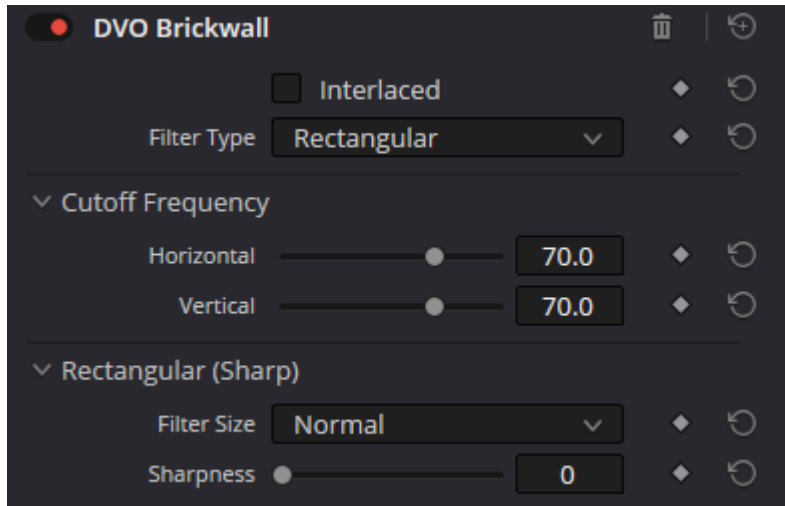 DVO Brickwall
Interlaced
Filter Type Rectangular
Cutoff Frequency
Horizontal 70.0
Vertical 70.0
Rectangular (Sharp)
Filter Size Normal
Sharpness 0